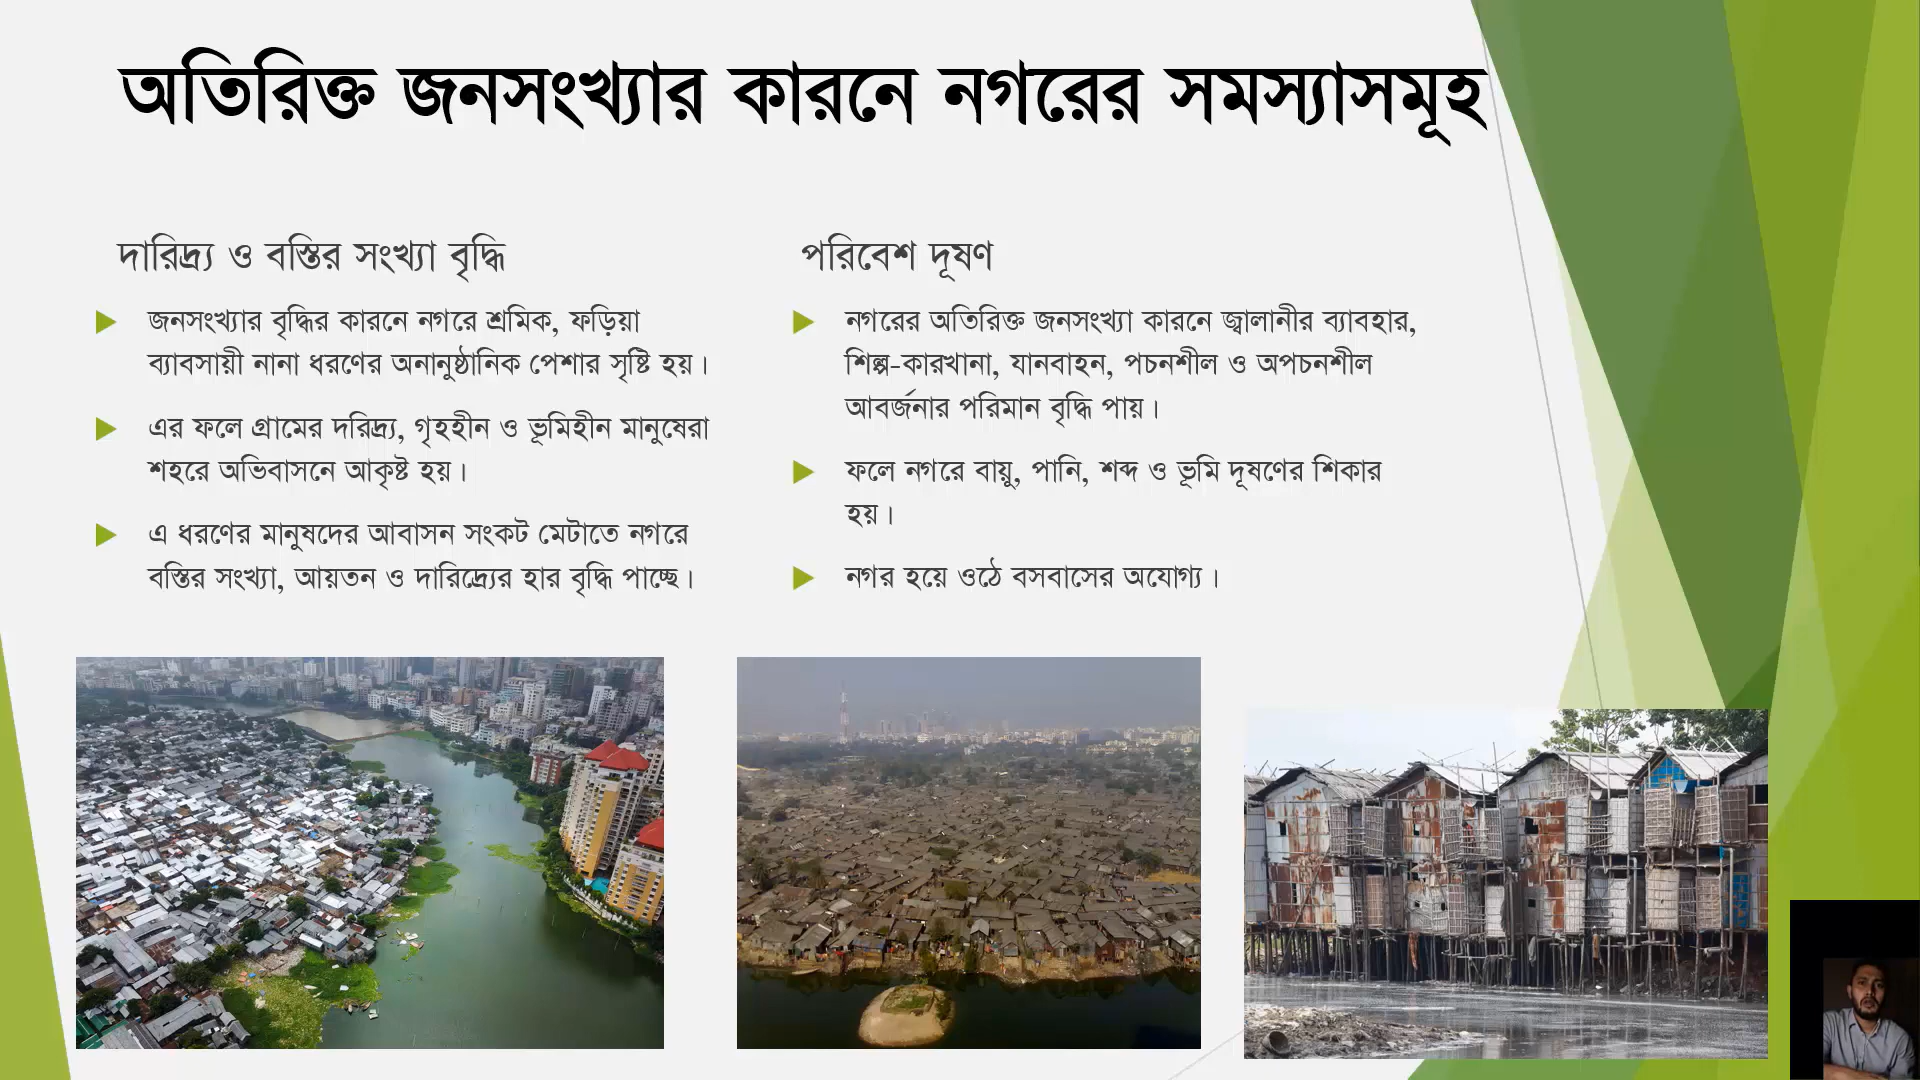 অতিরিক্ত জনসংখ্যার কারনে নগরের সমস্যাসমূহ
দারিদ্র্য ও বস্তির সংখ্যা বৃদ্ধি
জনসংখ্যার বৃদ্ধির কারনে নগরে শ্রমিক, ফড়িয়া
ব্যাবসায়ী নানা ধরণের অনানুষ্ঠানিক পেশার সৃষ্টি হয়।
এর ফলে গ্রামের দরিদ্র্য, গৃহহীন ও ভূমিহীন মানুষেরা
শহরে অভিবাসনে আকৃষ্ট হয়।
এ ধরণের মানুষদের আবাসন সংকট মেটাতে নগরে
বস্তির সংখ্যা, আয়তন ও দারিদ্র্যের হার বৃদ্ধি পাচ্ছে।
পরিবেশ দূষণ
নগরের অতিরিক্ত জনসংখ্যা কারনে জ্বালানীর ব্যাবহার,
শিল্প-কারখানা, যানবাহন, পচনশীল ও অপচনশীল
আবর্জনার পরিমান বৃদ্ধি পায়।
ফলে নগরে বায়ু, পানি, শব্দ ও ভূমি দূষণের শিকার
হয়।
নগর হয়ে ওঠে বসবাসের অযোগ্য।